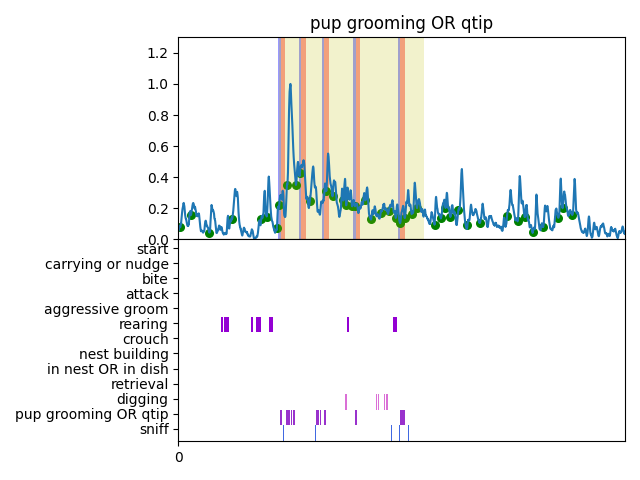 pup grooming OR qtip
1.2
1.0
0.8
0.6
0.4
0.2
0.0
start
carrying or nudge
bite
attack
aggressive groom
rearing
crouch
nest building
in nest OR in dish
retrieval
digging
pup grooming OR qtip
sniff
0